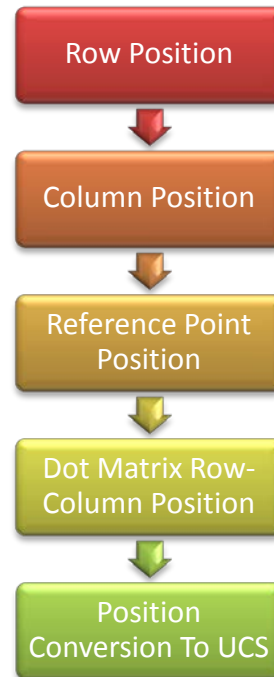 Row Position
Column Position
Reference Point
Position
Dot Matrix Row-
Column Position
Position
Conversion To UCS